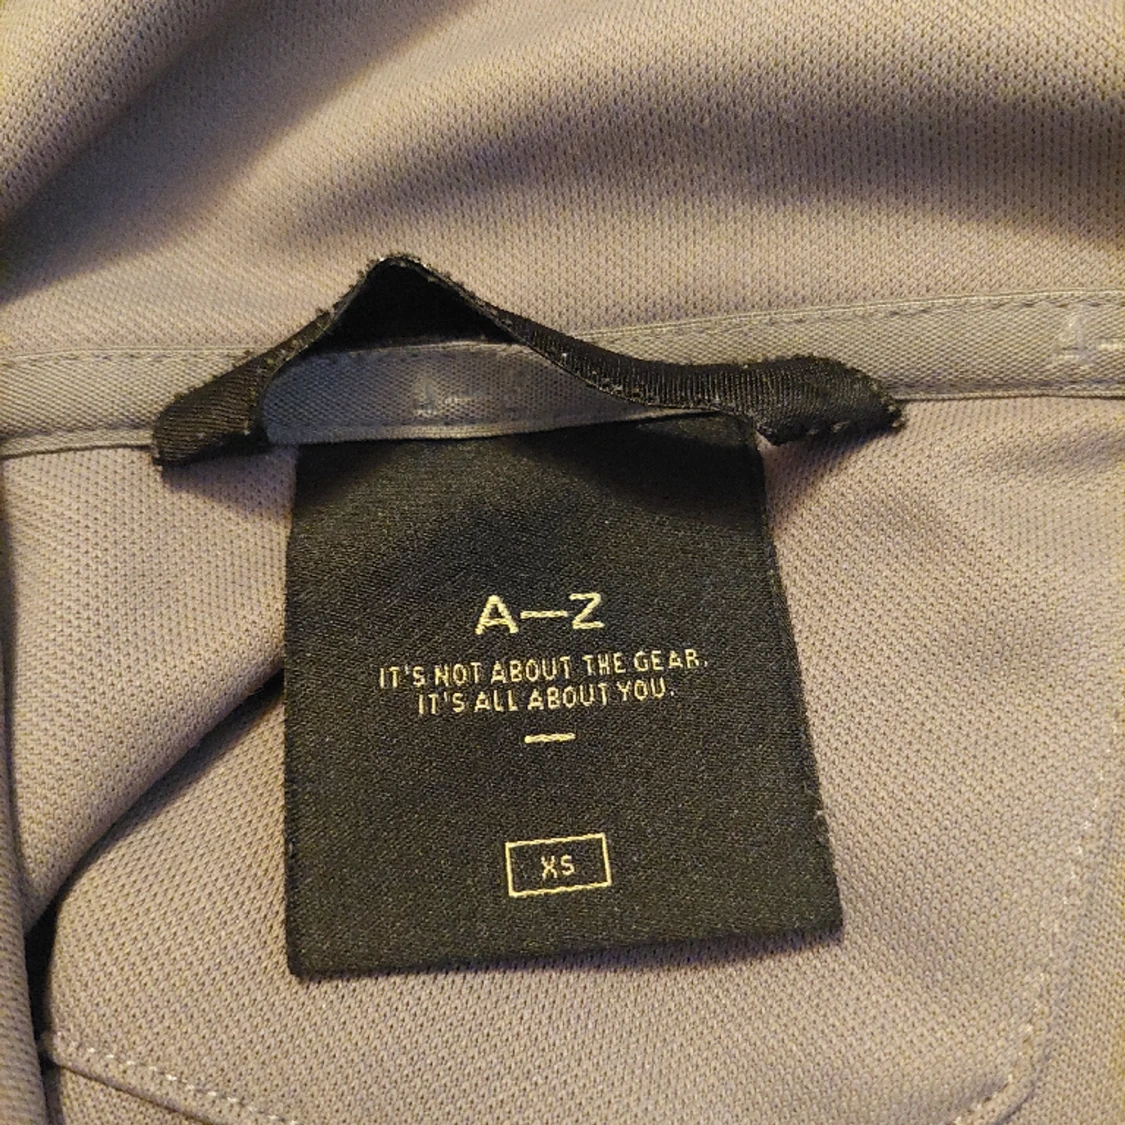 A—Z
IT'S NOT ABOUT THE GEAR.
IT'S ALL ABOUT YOU.
XS